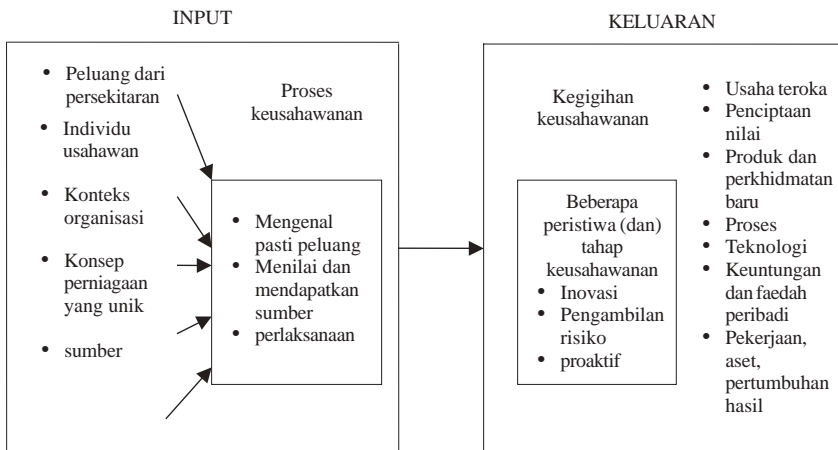 INPUT
• Peluang dari
persekitaran
• Individu
usahawan
• Konteks
organisasi
• Konsep
perniagaan
yang unik
• sumber
Proses
keusahawanan
• Mengenal
pasti peluang
• Menilai dan
mendapatkan
sumber
• perlaksanaan
KELUARAN
Kegigihan
keusahawanan
Beberapa
peristiwa (dan)
tahap
keusahawanan
• Inovasi
• Pengambilan
risiko
• proaktif
• Usaha teroka
• Penciptaan
nilai
• Produk dan
perkhidmatan
baru
• Proses
• Teknologi
• Keuntungan
dan faedah
peribadi
• Pekerjaan,
aset,
pertumbuhan
hasil